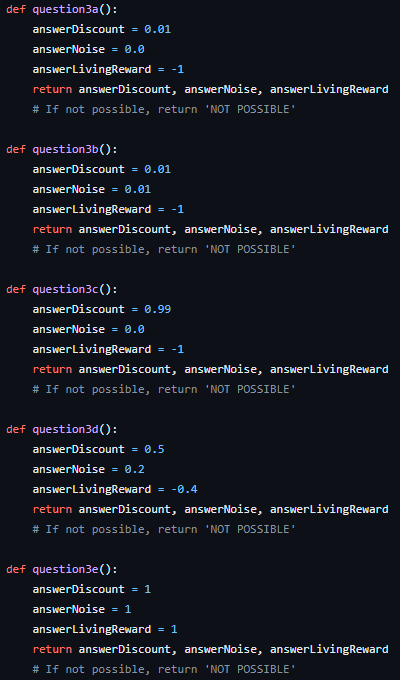 def question3a():
    answerDiscount = 0.01
    answerNoise = 0.0
    answerLivingReward = -1
    return answerDiscount, answerNoise, answerLivingReward
    # If not possible, return 'NOT POSSIBLE'

def question3b():
    answerDiscount = 0.01
    answerNoise = 0.01
    answerLivingReward = -1
    return answerDiscount, answerNoise, answerLivingReward
    # If not possible, return 'NOT POSSIBLE'

def question3c():
    answerDiscount = 0.99
    answerNoise = 0.0
    answerLivingReward = -1
    return answerDiscount, answerNoise, answerLivingReward
    # If not possible, return 'NOT POSSIBLE'

def question3d():
    answerDiscount = 0.5
    answerNoise = 0.2
    answerLivingReward = -0.4
    return answerDiscount, answerNoise, answerLivingReward
    # If not possible, return 'NOT POSSIBLE'

def question3e():
    answerDiscount = 1
    answerNoise = 1
    answerLivingReward = 1
    return answerDiscount, answerNoise, answerLivingReward
    # If not possible, return 'NOT POSSIBLE'